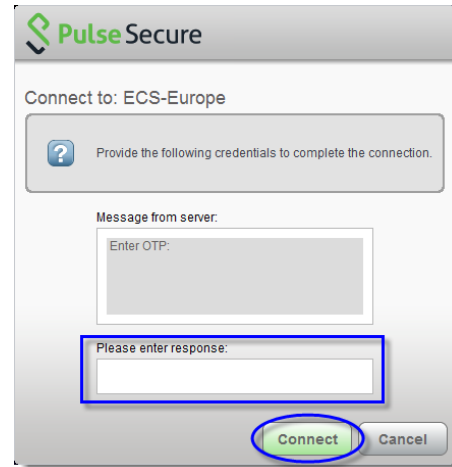 Pulse Secure
Connect to: ECS-Europe
Provide the following credentials to complete the connection.
Message from server:
Enter OTP:
Please enter response:
Connect
Cancel